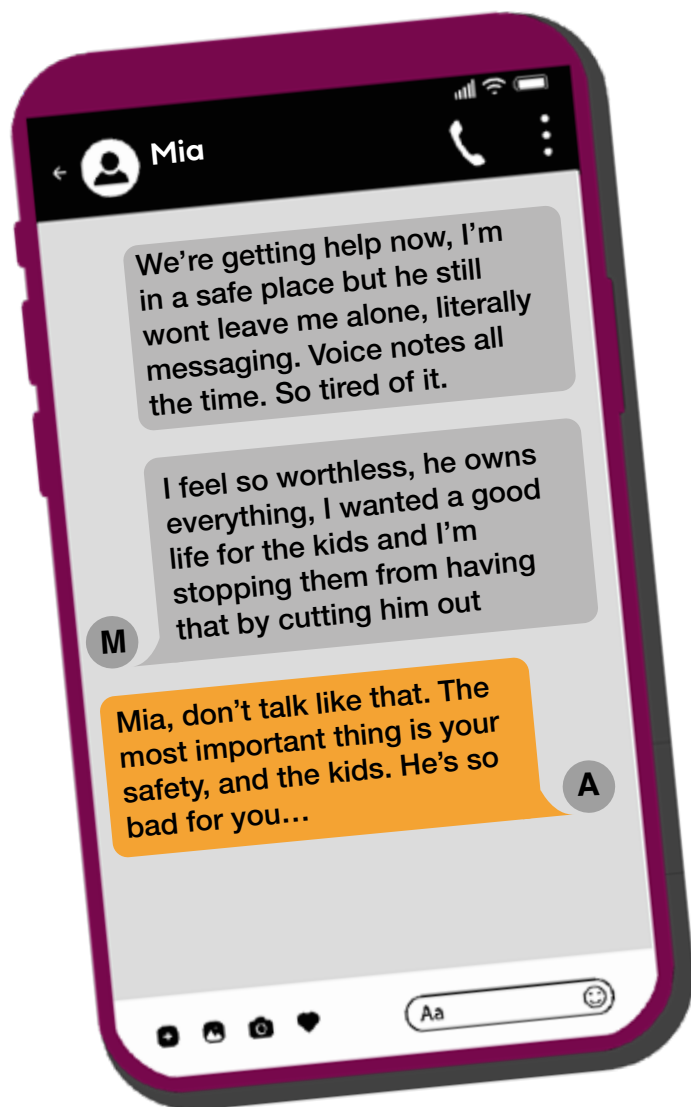 Mia
We’re getting help now, I’m
in a safe place but he still
wont leave me alone, literally
messaging. Voice notes all
the time. So tired of it.
I feel so worthless, he owns
everything, I wanted a good
life for the kids and I’m
stopping them from having
that by cutting him out
M
Mia, don’t talk like that. The
most important thing is your
safety, and the kids. He’s so
bad for you…
A
Aa